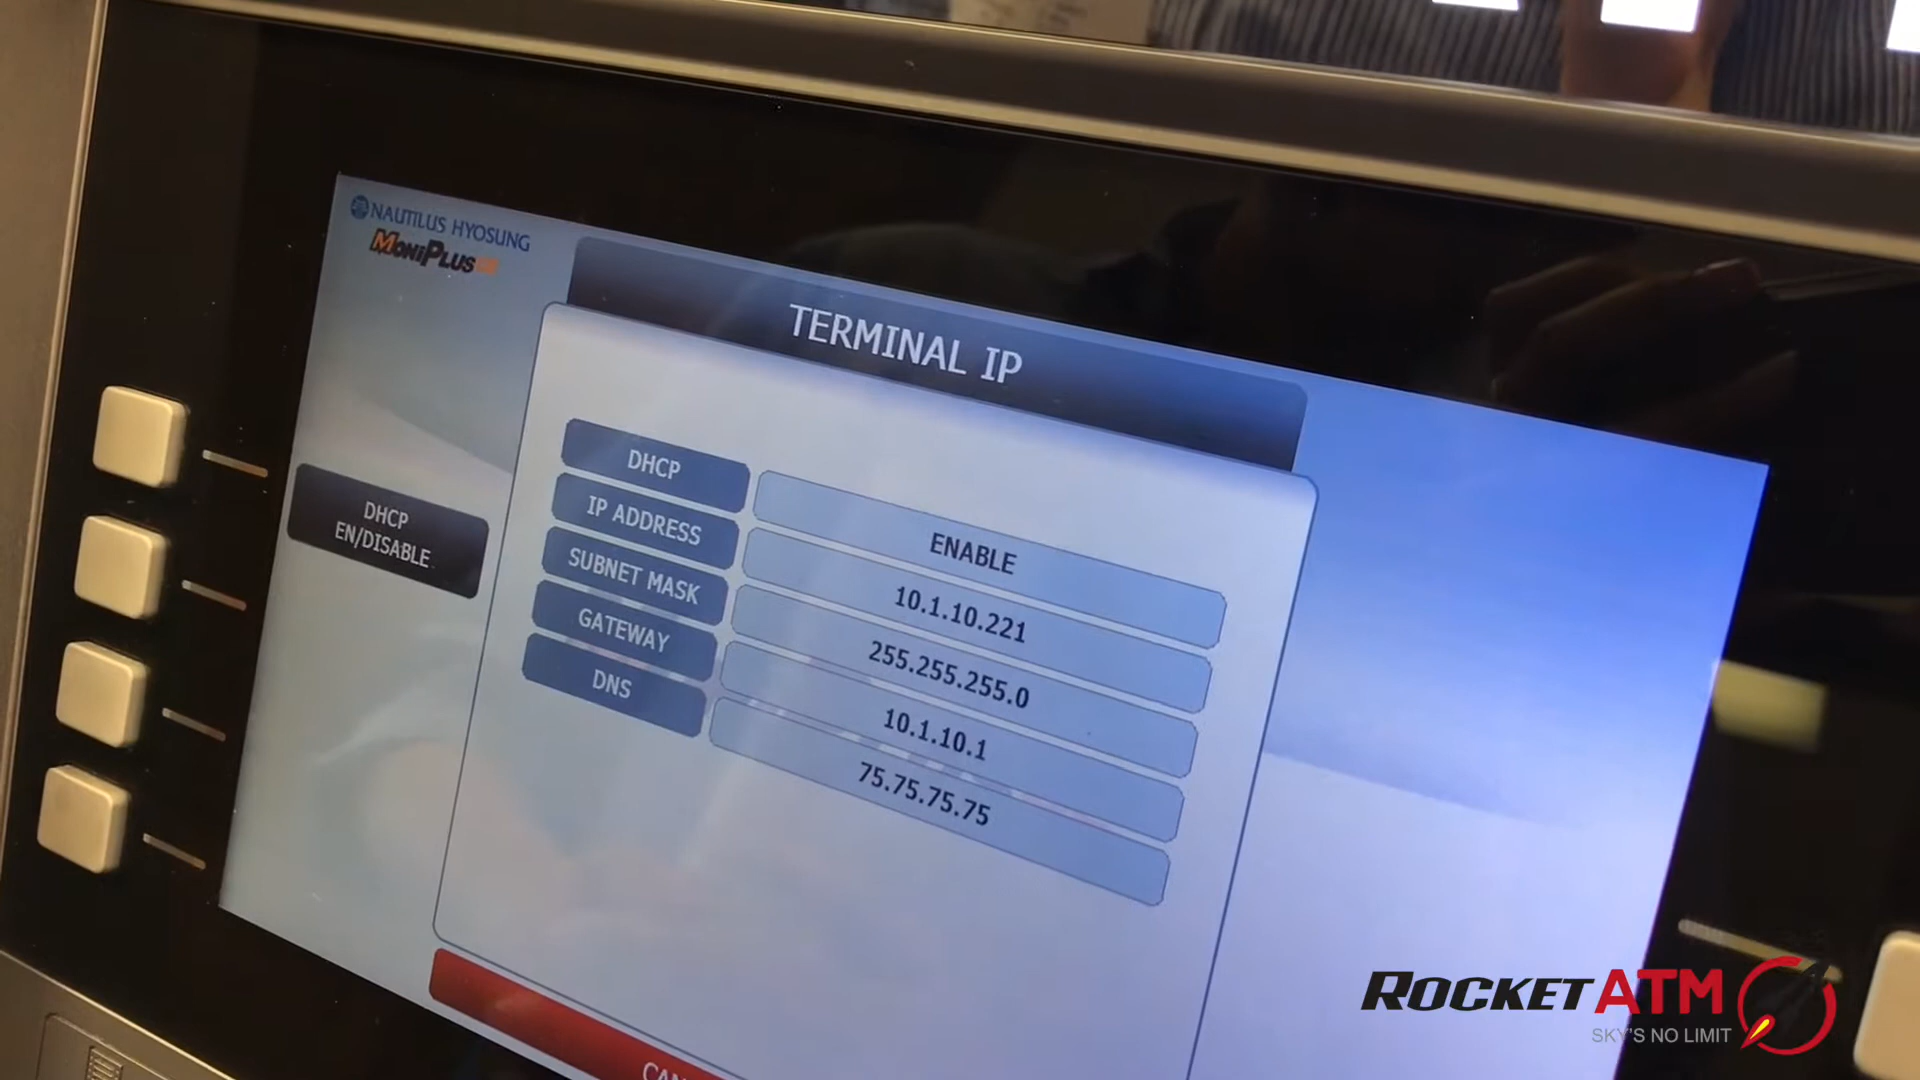 NAUTILUS HYOSUNG
MONIPLUS
TERMINAL IP
DHCP
EN/DISABLE
DHCP
ENABLE
IP ADDRESS
10.1.10.221
SUBNET MASK
255.255.255.0
GATEWAY
10.1.10.1
DNS
75.75.75.75
ROCKET ATM
SKY'S NO LIMIT